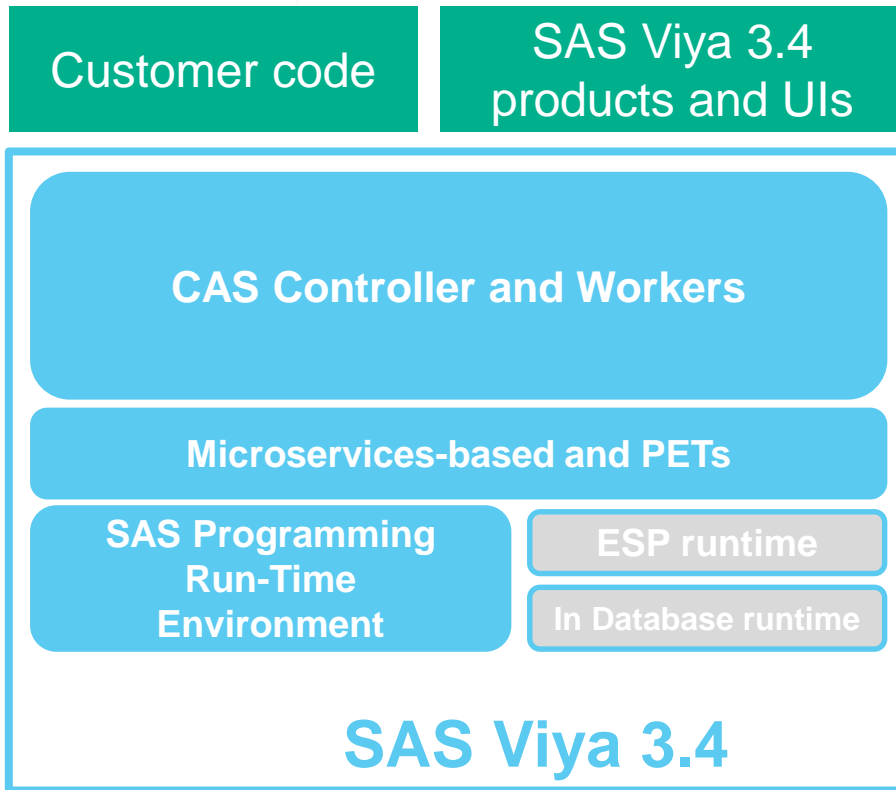 Customer code
SAS Viya 3.4
products and UIs
CAS Controller and Workers
Microservices-based and PETs
SAS Programming
Run-Time
Environment
ESP runtime
In Database runtime
SAS Viya 3.4